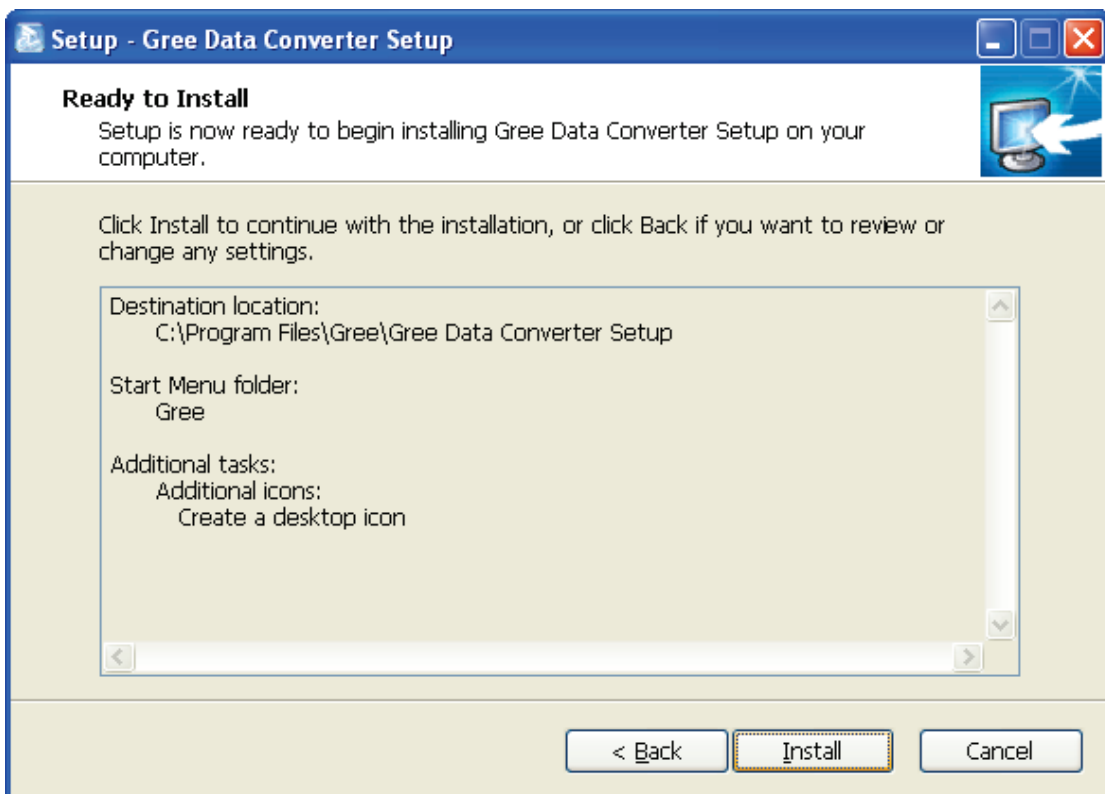 Setup - Gree Data Converter Setup
Ready to Install
Setup is now ready to begin installing Gree Data Converter Setup on your
computer.
Click Install to continue with the installation, or click Back if you want to review or
change any settings.
Destination location:
C:\Program Files\Gree\Gree Data Converter Setup
Start Menu folder:
Gree
Additional tasks:
Additional icons:
Create a desktop icon
< Back
Install
Cancel